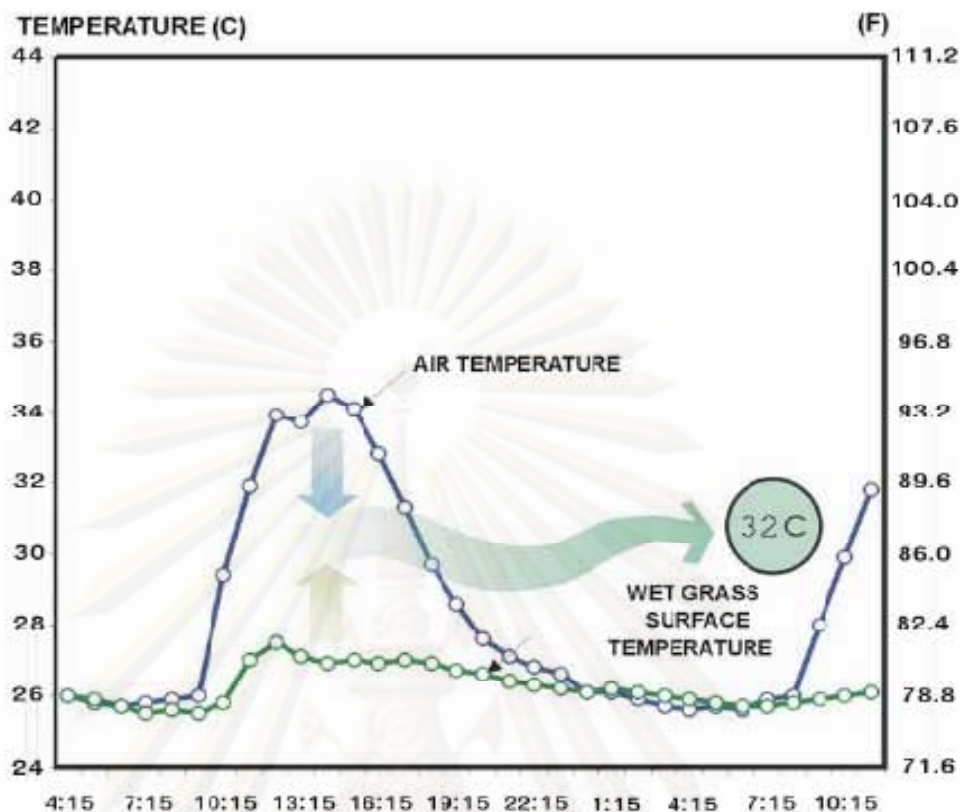 TEMPERATURE (C) (F)
44 111.2
42 107.6
40 104.0
38 100.4
36 96.8
AIR TEMPERATURE
34 93.2
32 89.6
32 C
30 86.0
WET GRASS
SURFACE
TEMPERATURE
28 82.4
26 78.8
24 71.6
4:15 7:15 10:15 13:15 16:15 19:15 22:15 1:15 4:15 7:15 10:15